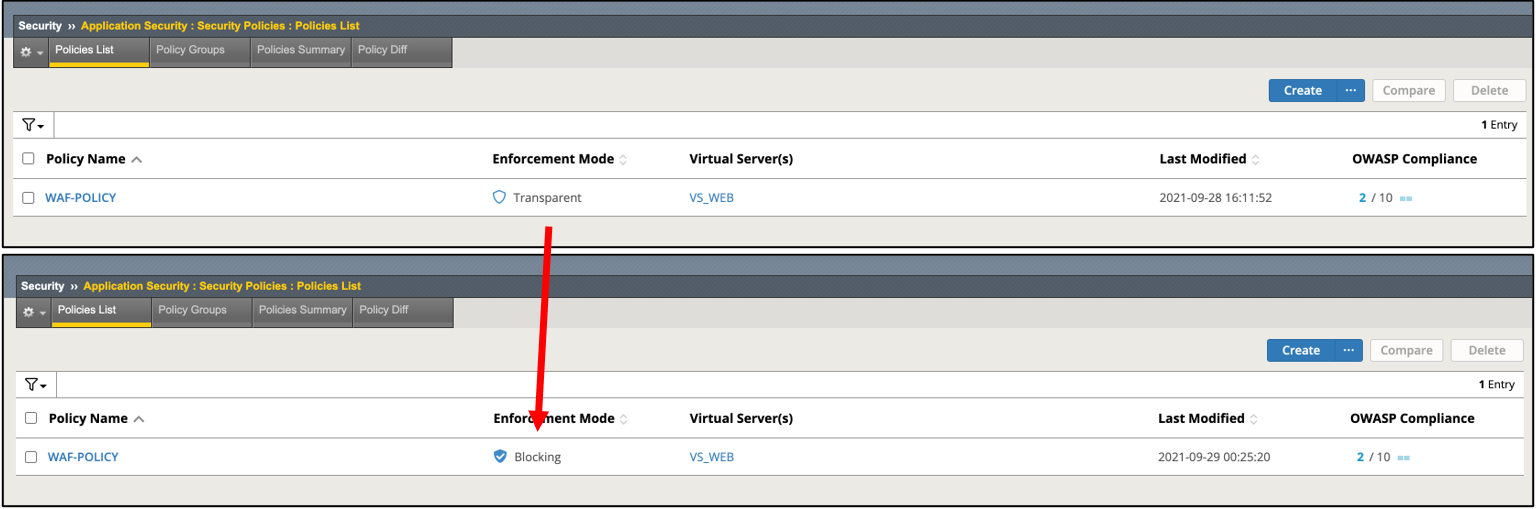 Security ›› Application Security : Security Policies : Policies List
Policies List Policy Groups Policies Summary Policy Diff
Create ... Compare Delete
1 Entry
Policy Name Enforcement Mode Virtual Server(s) Last Modified OWASP Compliance
WAF-POLICY Transparent VS_WEB 2021-09-28 16:11:52 2 / 10
Security ›› Application Security : Security Policies : Policies List
Policies List Policy Groups Policies Summary Policy Diff
Create ... Compare Delete
1 Entry
Policy Name Enforcement Mode Virtual Server(s) Last Modified OWASP Compliance
WAF-POLICY Blocking VS_WEB 2021-09-29 00:25:20 2 / 10